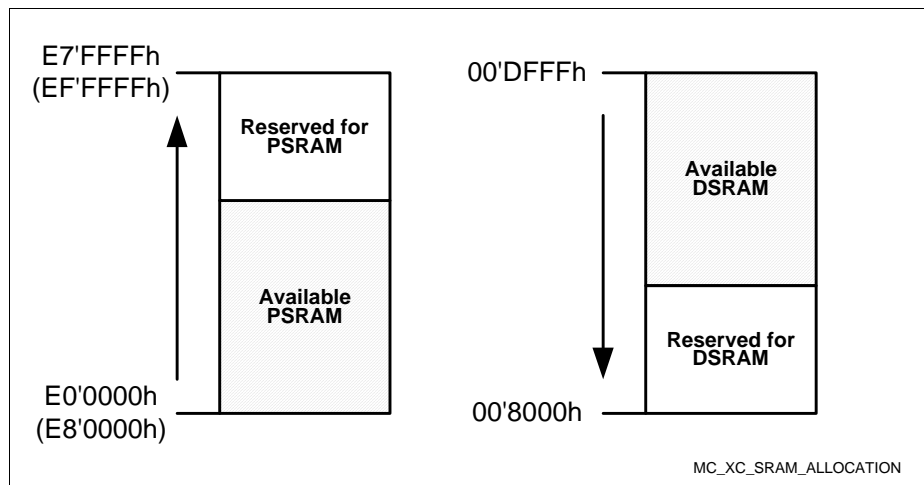 E7'FFFFh
(EF'FFFFh)
Reserved for
PSRAM
Available
PSRAM
E0'0000h
(E8'0000h)
00'DFFFh
Available
DSRAM
Reserved for
DSRAM
00'8000h
MC_XC_SRAM_ALLOCATION